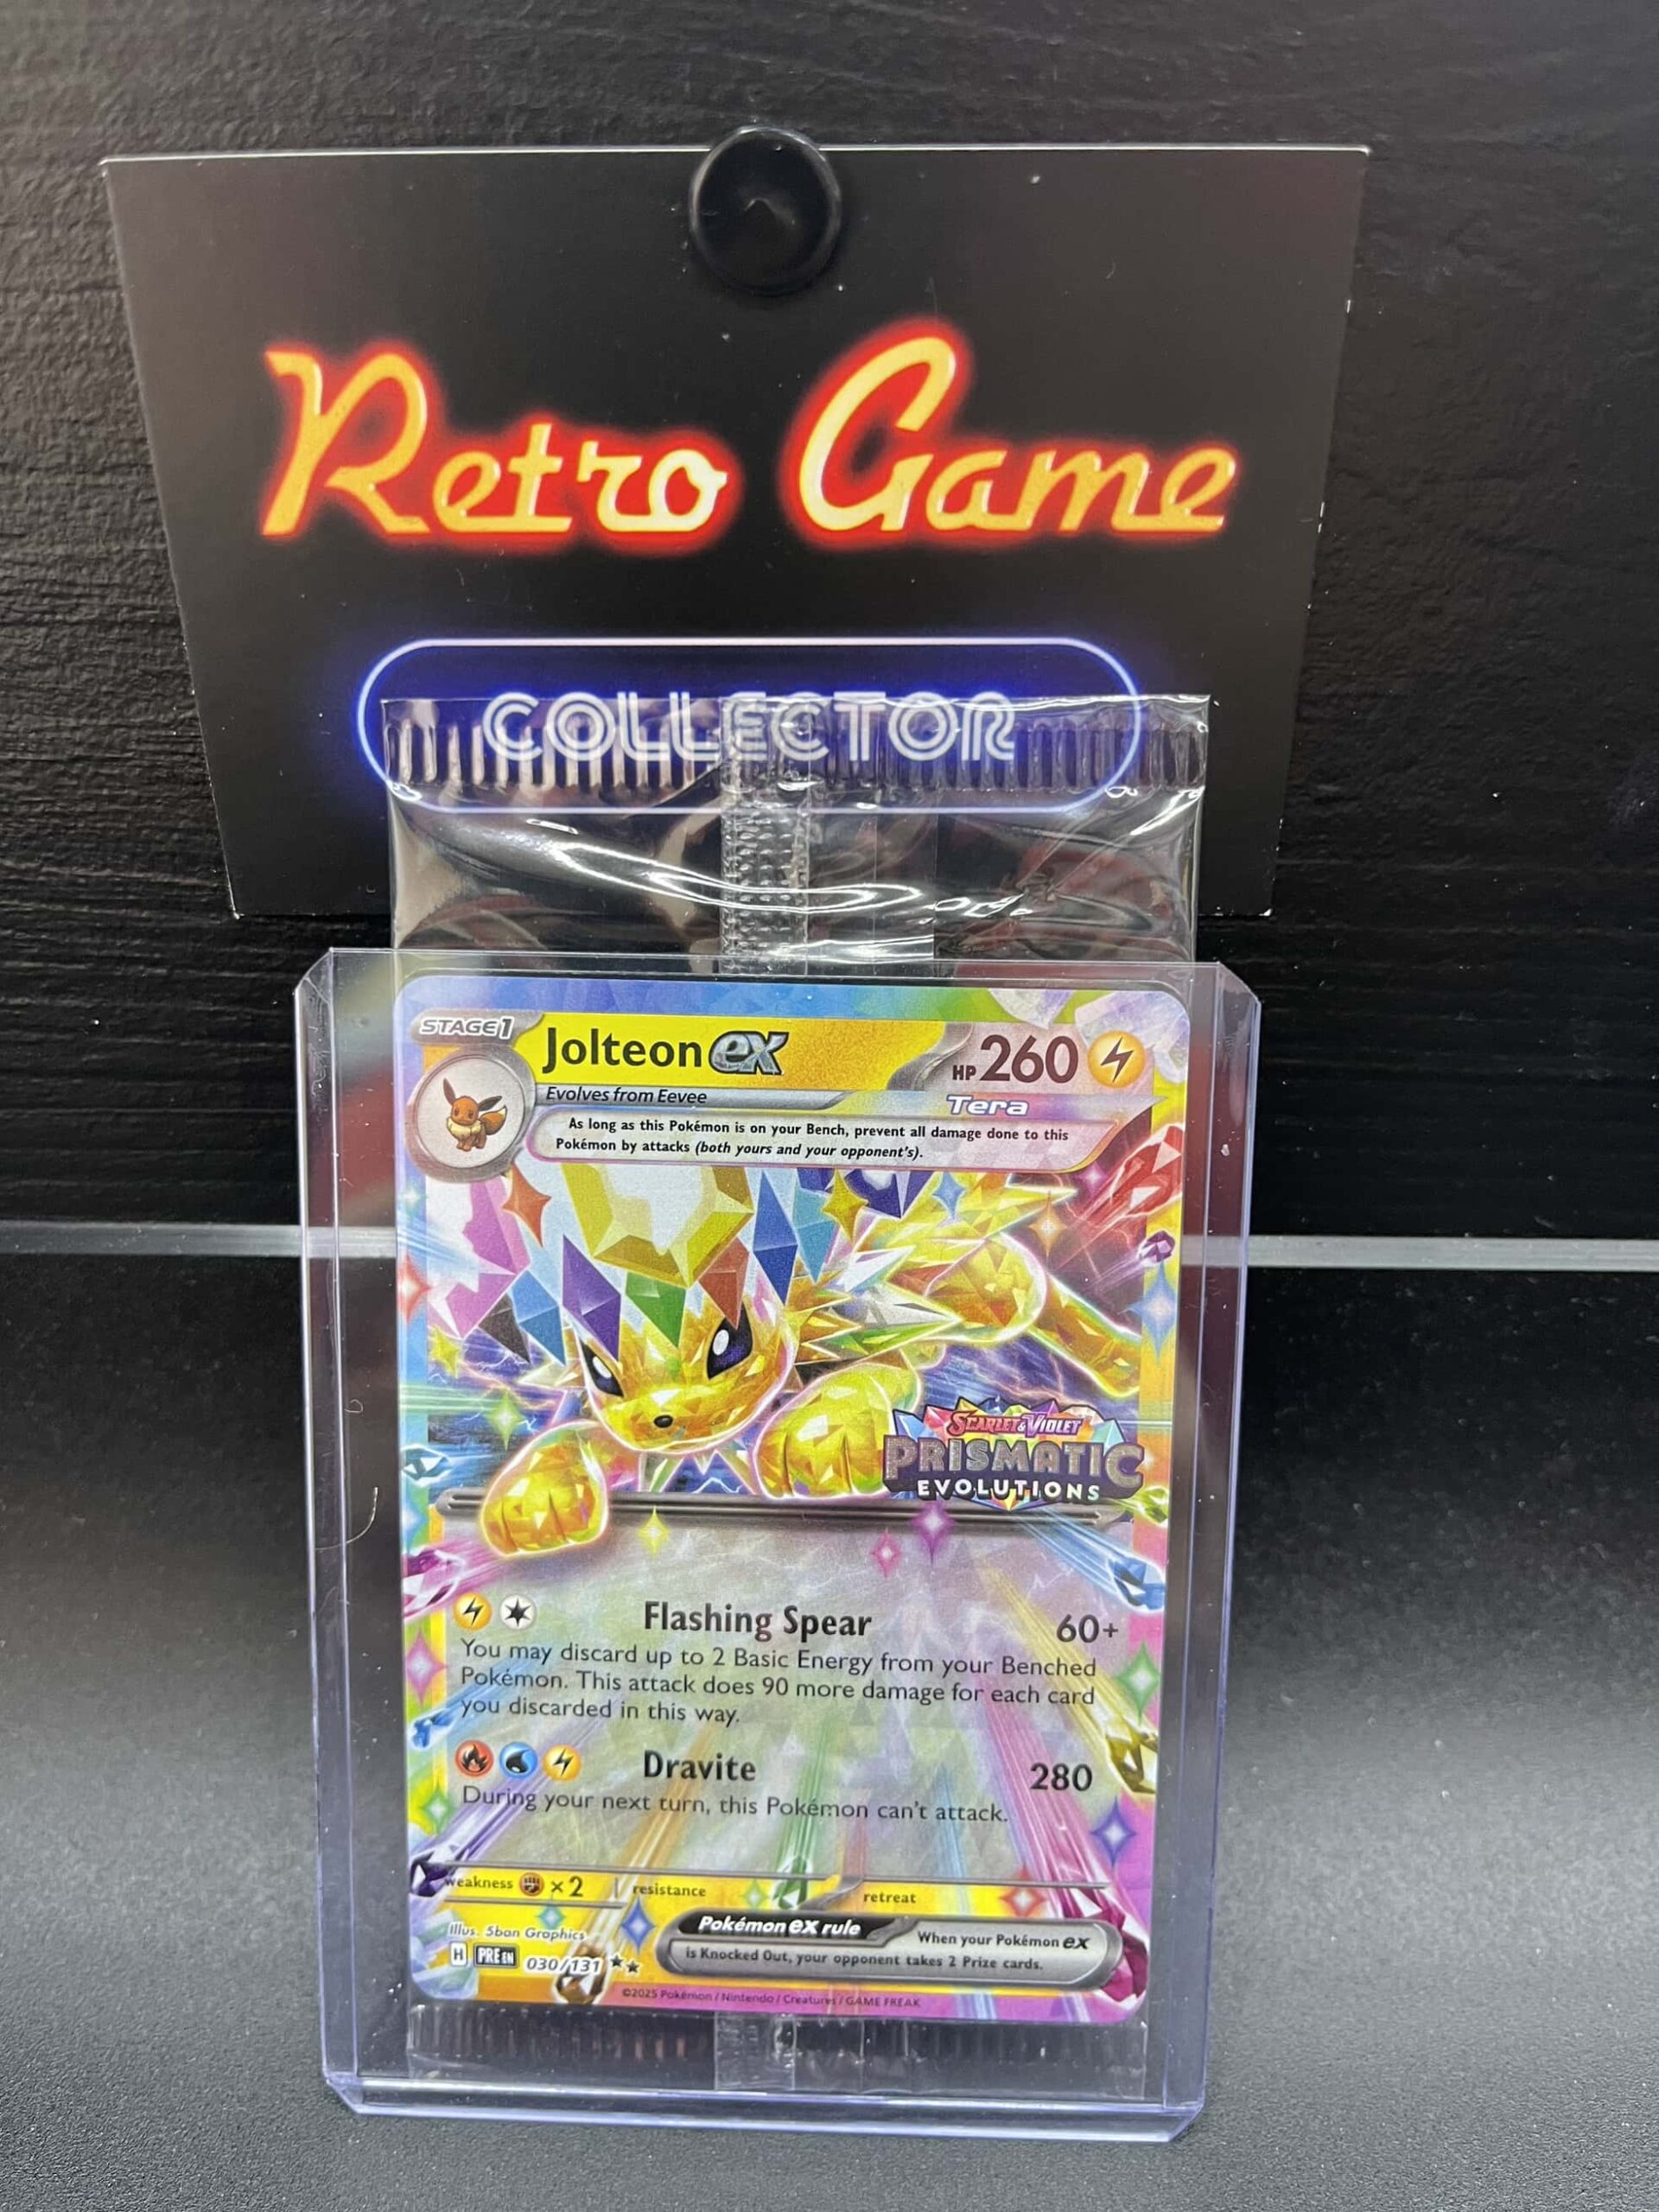 Retro Game
COLLECTOR
STAGE1
Jolteon ex
HP 260
Evolves from Eevee
Tera
As long as this Pokémon is on your Bench, prevent all damage done to this
Pokémon by attacks (both yours and your opponent's).
SCARLET & VIOLET
PRISMATIC
EVOLUTIONS
Flashing Spear 60+
You may discard up to 2 Basic Energy from your Benched
Pokémon. This attack does 90 more damage for each card
you discarded in this way.
Dravite 280
During your next turn, this Pokémon can't attack.
weakness ×2 resistance retreat
Illus. 5ban Graphics
H PRE EN 030/131 ★★
Pokémon ex rule
When your Pokémon ex
is Knocked Out, your opponent takes 2 Prize cards.
©2025 Pokémon / Nintendo / Creatures / GAME FREAK